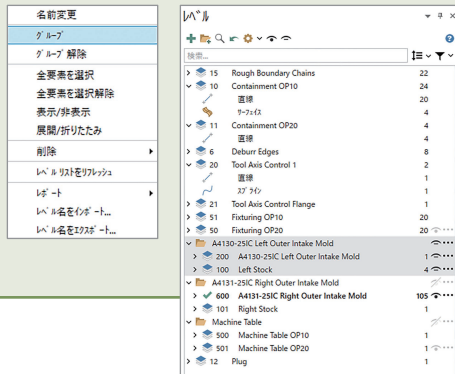 名前変更
ｸﾞﾙｰﾌﾟ
ｸﾞﾙｰﾌﾟ解除
全要素を選択
全要素を選択解除
表示/非表示
展開/折りたたみ
削除
ﾚﾍﾞﾙ ﾘｽﾄをﾘﾌﾚｯｼｭ
ﾚﾎﾟｰﾄ
ﾚﾍﾞﾙ名をｲﾝﾎﾟｰﾄ...
ﾚﾍﾞﾙ名をｴｸｽﾎﾟｰﾄ...
ﾚﾍﾞﾙ
検索...
15 Rough Boundary Chains 22
10 Containment OP10 24
直線 20
ｻｰﾌｪｲｽ 4
11 Containment OP20 4
直線 4
6 Deburr Edges 8
20 Tool Axis Control 1 2
直線 1
ｽﾌﾟﾗｲﾝ 1
21 Tool Axis Control Flange 1
51 Fixturing OP10 20
50 Fixturing OP20 20
A4130-25IC Left Outer Intake Mold
200 A4130-25IC Left Outer Intake Mold 1
100 Left Stock 4
A4131-25IC Right Outer Intake Mold
600 A4131-25IC Right Outer Intake Mold 105
101 Right Stock 1
Machine Table
500 Machine Table OP10 1
501 Machine Table OP20 1
12 Plug 1